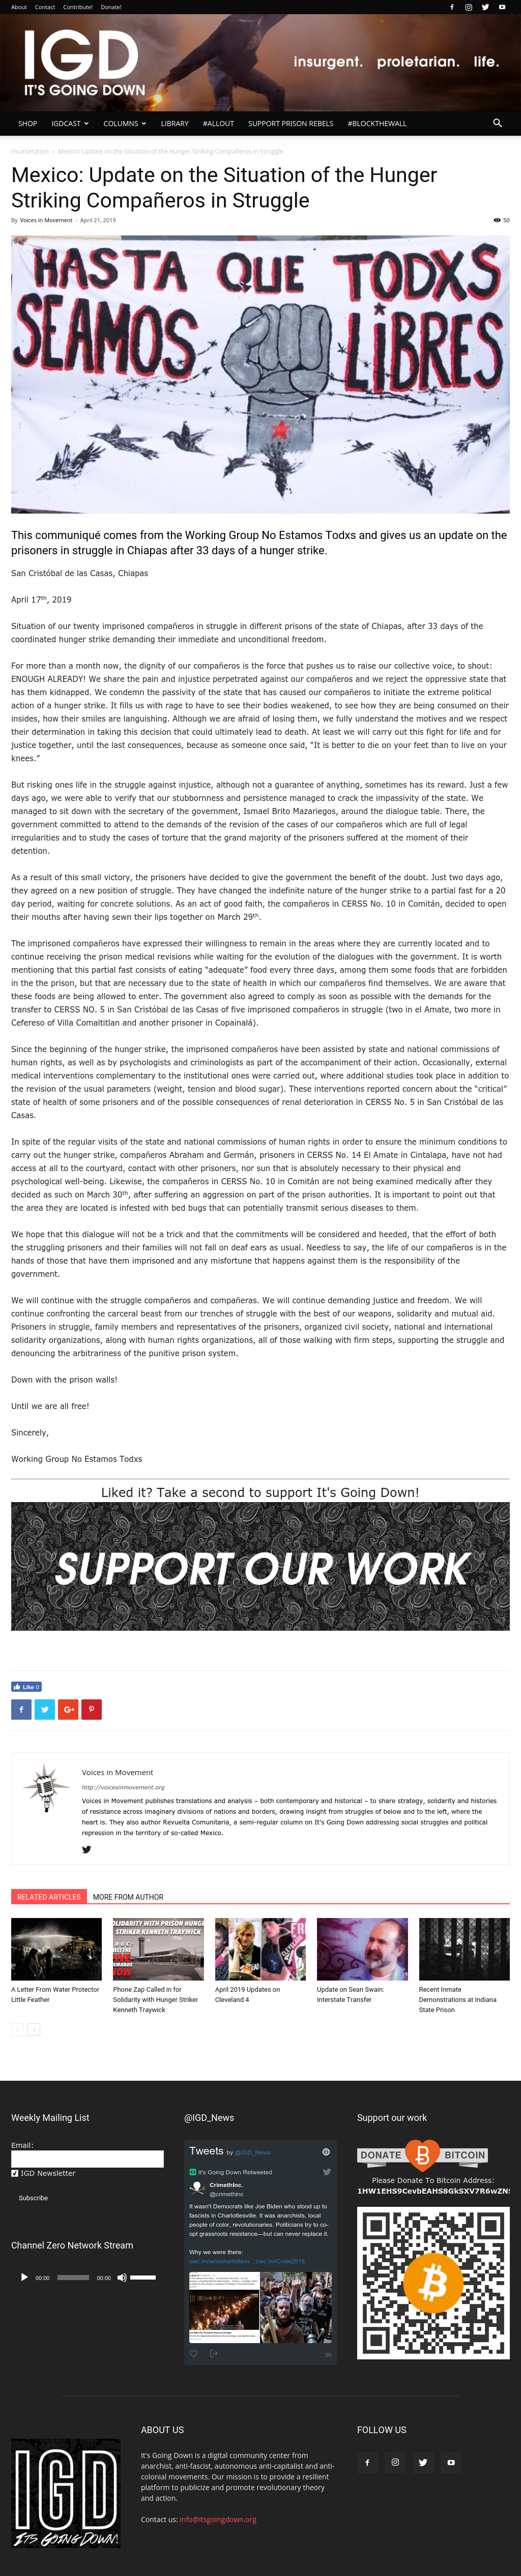 About Contact Contribute! Donate!
IGD
IT'S GOING DOWN
insurgent. proletarian. life.
SHOP IGDCAST COLUMNS LIBRARY #ALLOUT SUPPORT PRISON REBELS #BLOCKTHEWALL
Incarceration › Mexico: Update on the Situation of the Hunger Striking Compañeros in Struggle
Mexico: Update on the Situation of the Hunger
Striking Compañeros in Struggle
By Voices in Movement - April 21, 2019 50
HASTA QUE TODXS
SEAMOS LIBRES
This communiqué comes from the Working Group No Estamos Todxs and gives us an update on the
prisoners in struggle in Chiapas after 33 days of a hunger strike.
San Cristóbal de las Casas, Chiapas
April 17th, 2019
Situation of our twenty imprisoned compañeros in struggle in different prisons of the state of Chiapas, after 33 days of the
coordinated hunger strike demanding their immediate and unconditional freedom.
For more than a month now, the dignity of our compañeros is the force that pushes us to raise our collective voice, to shout:
ENOUGH ALREADY! We share the pain and injustice perpetrated against our compañeros and we reject the oppressive state that
has them kidnapped. We condemn the passivity of the state that has caused our compañeros to initiate the extreme political
action of a hunger strike. It fills us with rage to have to see their bodies weakened, to see how they are being consumed on their
insides, how their smiles are languishing. Although we are afraid of losing them, we fully understand the motives and we respect
their determination in taking this decision that could ultimately lead to death. At least we will carry out this fight for life and for
justice together, until the last consequences, because as someone once said, “It is better to die on your feet than to live on your
knees.”
But risking ones life in the struggle against injustice, although not a guarantee of anything, sometimes has its reward. Just a few
days ago, we were able to verify that our stubbornness and persistence managed to crack the impassivity of the state. We
managed to sit down with the secretary of the government, Ismael Brito Mazariegos, around the dialogue table. There, the
government committed to attend to the demands of the revision of the cases of our compañeros which are full of legal
irregularities and to study the cases of torture that the grand majority of the prisoners suffered at the moment of their
detention.
As a result of this small victory, the prisoners have decided to give the government the benefit of the doubt. Just two days ago,
they agreed on a new position of struggle. They have changed the indefinite nature of the hunger strike to a partial fast for a 20
day period, waiting for concrete solutions. As an act of good faith, the compañeros in CERSS No. 10 in Comitán, decided to open
their mouths after having sewn their lips together on March 29th.
The imprisoned compañeros have expressed their willingness to remain in the areas where they are currently located and to
continue receiving the prison medical revisions while waiting for the evolution of the dialogues with the government. It is worth
mentioning that this partial fast consists of eating “adequate” food every three days, among them some foods that are forbidden
in the prison, but that are necessary due to the state of health in which our compañeros find themselves. We are aware that
these foods are being allowed to enter. The government also agreed to comply as soon as possible with the demands for the
transfer to CERSS NO. 5 in San Cristóbal de las Casas of five imprisoned compañeros in struggle (two in el Amate, two more in
Cefereso of Villa Comaltitlan and another prisoner in Copainalá).
Since the beginning of the hunger strike, the imprisoned compañeros have been assisted by state and national commissions of
human rights, as well as by psychologists and criminologists as part of the accompaniment of their action. Occasionally, external
medical interventions complementary to the institutional ones were carried out, where additional studies took place in addition to
the revision of the usual parameters (weight, tension and blood sugar). These interventions reported concern about the “critical”
state of health of some prisoners and of the possible consequences of renal deterioration in CERSS No. 5 in San Cristóbal de las
Casas.
In spite of the regular visits of the state and national commissions of human rights in order to ensure the minimum conditions to
carry out the hunger strike, compañeros Abraham and Germán, prisoners in CERSS No. 14 El Amate in Cintalapa, have not had
access at all to the courtyard, contact with other prisoners, nor sun that is absolutely necessary to their physical and
psychological well-being. Likewise, the compañeros in CERSS No. 10 in Comitán are not being examined medically after they
decided as such on March 30th, after suffering an aggression on part of the prison authorities. It is important to point out that
the area they are located is infested with bed bugs that can potentially transmit serious diseases to them.
We hope that this dialogue will not be a trick and that the commitments will be considered and heeded, that the effort of both
the struggling prisoners and their families will not fall on deaf ears as usual. Needless to say, the life of our compañeros is in the
hands of those that have them imprisoned and any misfortune that happens against them is the responsibility of the
government.
We will continue with the struggle compañeros and compañeras. We will continue demanding justice and freedom. We will
continue confronting the carceral beast from our trenches of struggle with the best of our weapons, solidarity and mutual aid.
Prisoners in struggle, family members and representatives of the prisoners, organized civil society, national and international
solidarity organizations, along with human rights organizations, all of those walking with firm steps, supporting the struggle and
denouncing the arbitrariness of the punitive prison system.
Down with the prison walls!
Until we are all free!
Sincerely,
Working Group No Estamos Todxs
Liked it? Take a second to support It's Going Down!
SUPPORT OUR WORK
Like 0
Voices in Movement
http://voicesinmovement.org
Voices in Movement publishes translations and analysis – both contemporary and historical – to share strategy, solidarity and histories
of resistance across imaginary divisions of nations and borders, drawing insight from struggles of below and to the left, where the
heart is. They also author Revuelta Comunitaria, a semi-regular column on It's Going Down addressing social struggles and political
repression in the territory of so-called Mexico.
RELATED ARTICLES MORE FROM AUTHOR
A Letter From Water Protector
Little Feather
Phone Zap Called in for
Solidarity with Hunger Striker
Kenneth Traywick
April 2019 Updates on
Cleveland 4
Update on Sean Swain:
Interstate Transfer
Recent Inmate
Demonstrations at Indiana
State Prison
Weekly Mailing List
Email:
IGD Newsletter
Subscribe
Channel Zero Network Stream
00:00 00:00
@IGD_News
Tweets by @IGD_News
It's Going Down Retweeted
CrimethInc.
@crimethinc
It wasn't Democrats like Joe Biden who stood up to
fascists in Charlottesville. It was anarchists, local
people of color, revolutionaries. Politicians try to co-
opt grassroots resistance—but can never replace it.
Why we were there:
Support our work
DONATE BITCOIN
Please Donate To Bitcoin Address:
ABOUT US
It's Going Down is a digital community center from
anarchist, anti-fascist, autonomous anti-capitalist and anti-
colonial movements. Our mission is to provide a resilient
platform to publicize and promote revolutionary theory
and action.
Contact us: info@itsgoingdown.org
FOLLOW US
IGD
IT'S GOING DOWN!